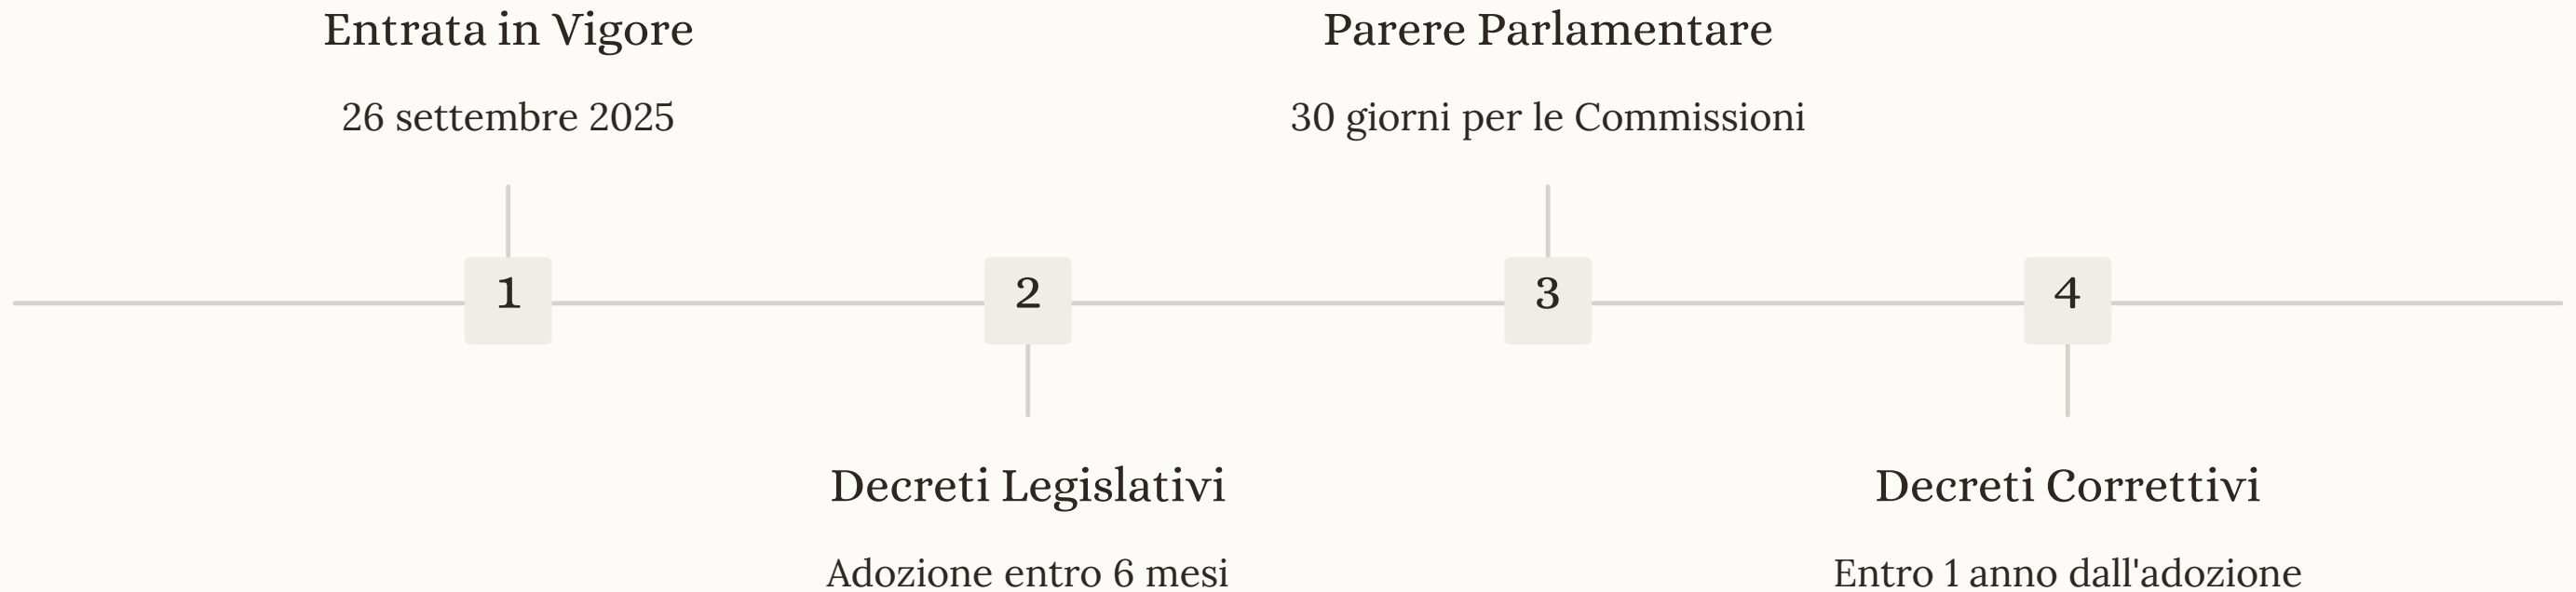 Entrata in Vigore
26 settembre 2025
Parere Parlamentare
30 giorni per le Commissioni
1
2
3
4
Decreti Legislativi
Adozione entro 6 mesi
Decreti Correttivi
Entro 1 anno dall'adozione